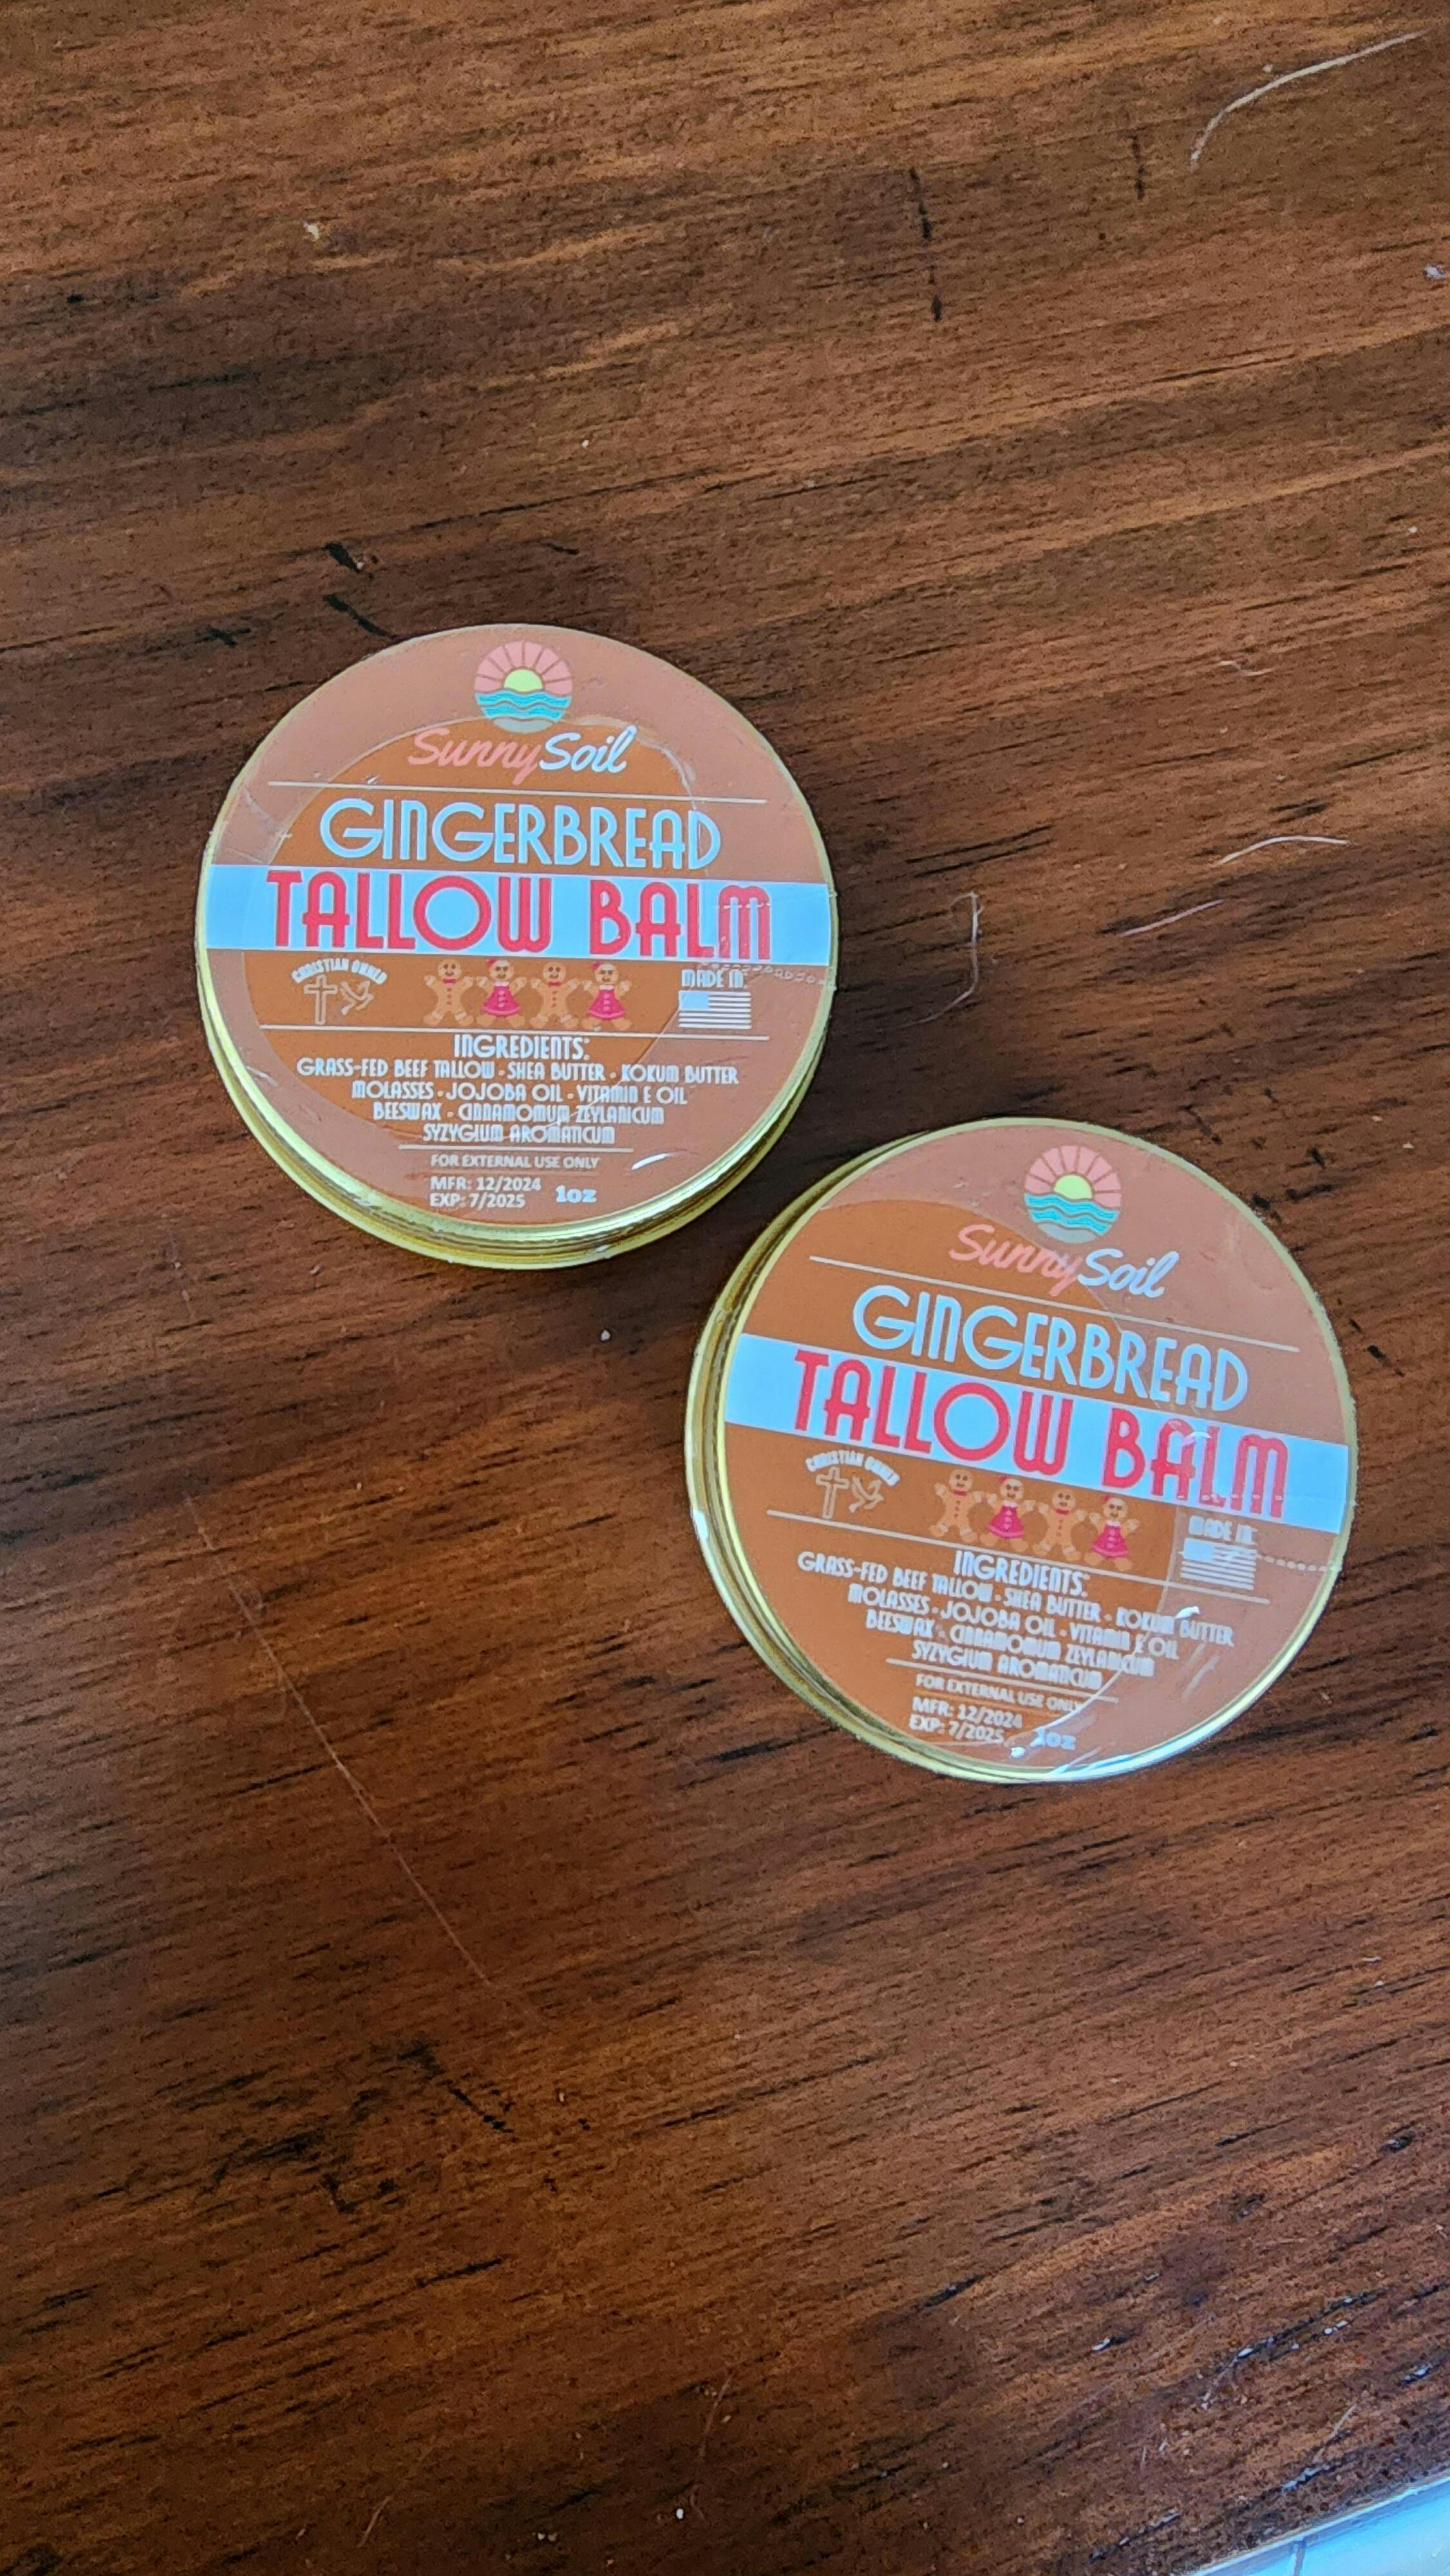 SunnySoil
GINGERBREAD
TALLOW BALM
CHRISTIAN OWNED
MADE IN:
INGREDIENTS:
GRASS-FED BEEF TALLOW • SHEA BUTTER • KOKUM BUTTER
MOLASSES • JOJOBA OIL • VITAMIN E OIL
BEESWAX • CINNAMOMUM ZEYLANICUM
SYZYGIUM AROMATICUM
FOR EXTERNAL USE ONLY
MFR: 12/2024
EXP: 7/2025 1oz
SunnySoil
GINGERBREAD
TALLOW BALM
CHRISTIAN OWNED
MADE IN:
INGREDIENTS:
GRASS-FED BEEF TALLOW • SHEA BUTTER • KOKUM BUTTER
MOLASSES • JOJOBA OIL • VITAMIN E OIL
BEESWAX • CINNAMOMUM ZEYLANICUM
SYZYGIUM AROMATICUM
FOR EXTERNAL USE ONLY
MFR: 12/2024
EXP: 7/2025 1oz